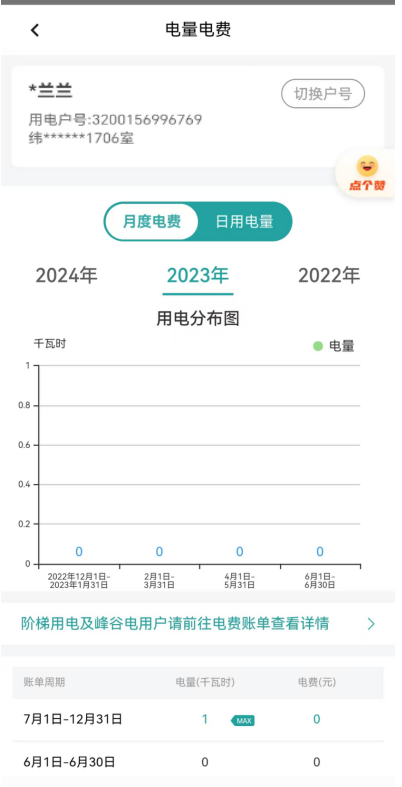 电量电费
*兰兰
切换户号
用电户号:3200156996769
纬******1706室
点个赞
月度电费
日用电量
2024年
2023年
2022年
用电分布图
千瓦时
电量
1
0.8
0.6
0.4
0.2
0
0
0
0
0
2022年12月1日-
2023年1月31日
2月1日-
3月31日
4月1日-
5月31日
6月1日-
6月30日
阶梯用电及峰谷电用户请前往电费账单查看详情
账单周期
电量(千瓦时)
电费(元)
7月1日-12月31日
1
MAX
0
6月1日-6月30日
0
0